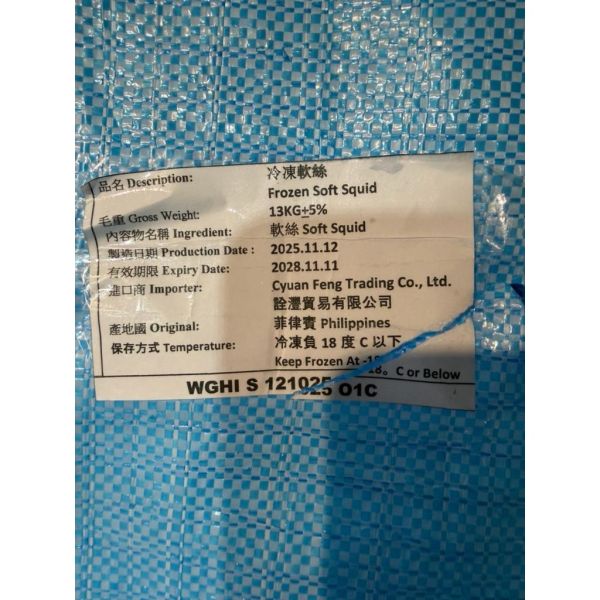 品名 Description: 冷凍軟絲
Frozen Soft Squid
毛重 Gross Weight: 13KG±5%
內容物名稱 Ingredient: 軟絲 Soft Squid
製造日期 Production Date : 2025.11.12
有效期限 Expiry Date: 2028.11.11
進口商 Importer: Cyuan Feng Trading Co., Ltd.
詮灃貿易有限公司
產地國 Original: 菲律賓 Philippines
保存方式 Temperature: 冷凍負 18 度 C 以下
Keep Frozen At -18。C or Below
WGHI S 121025 O1C